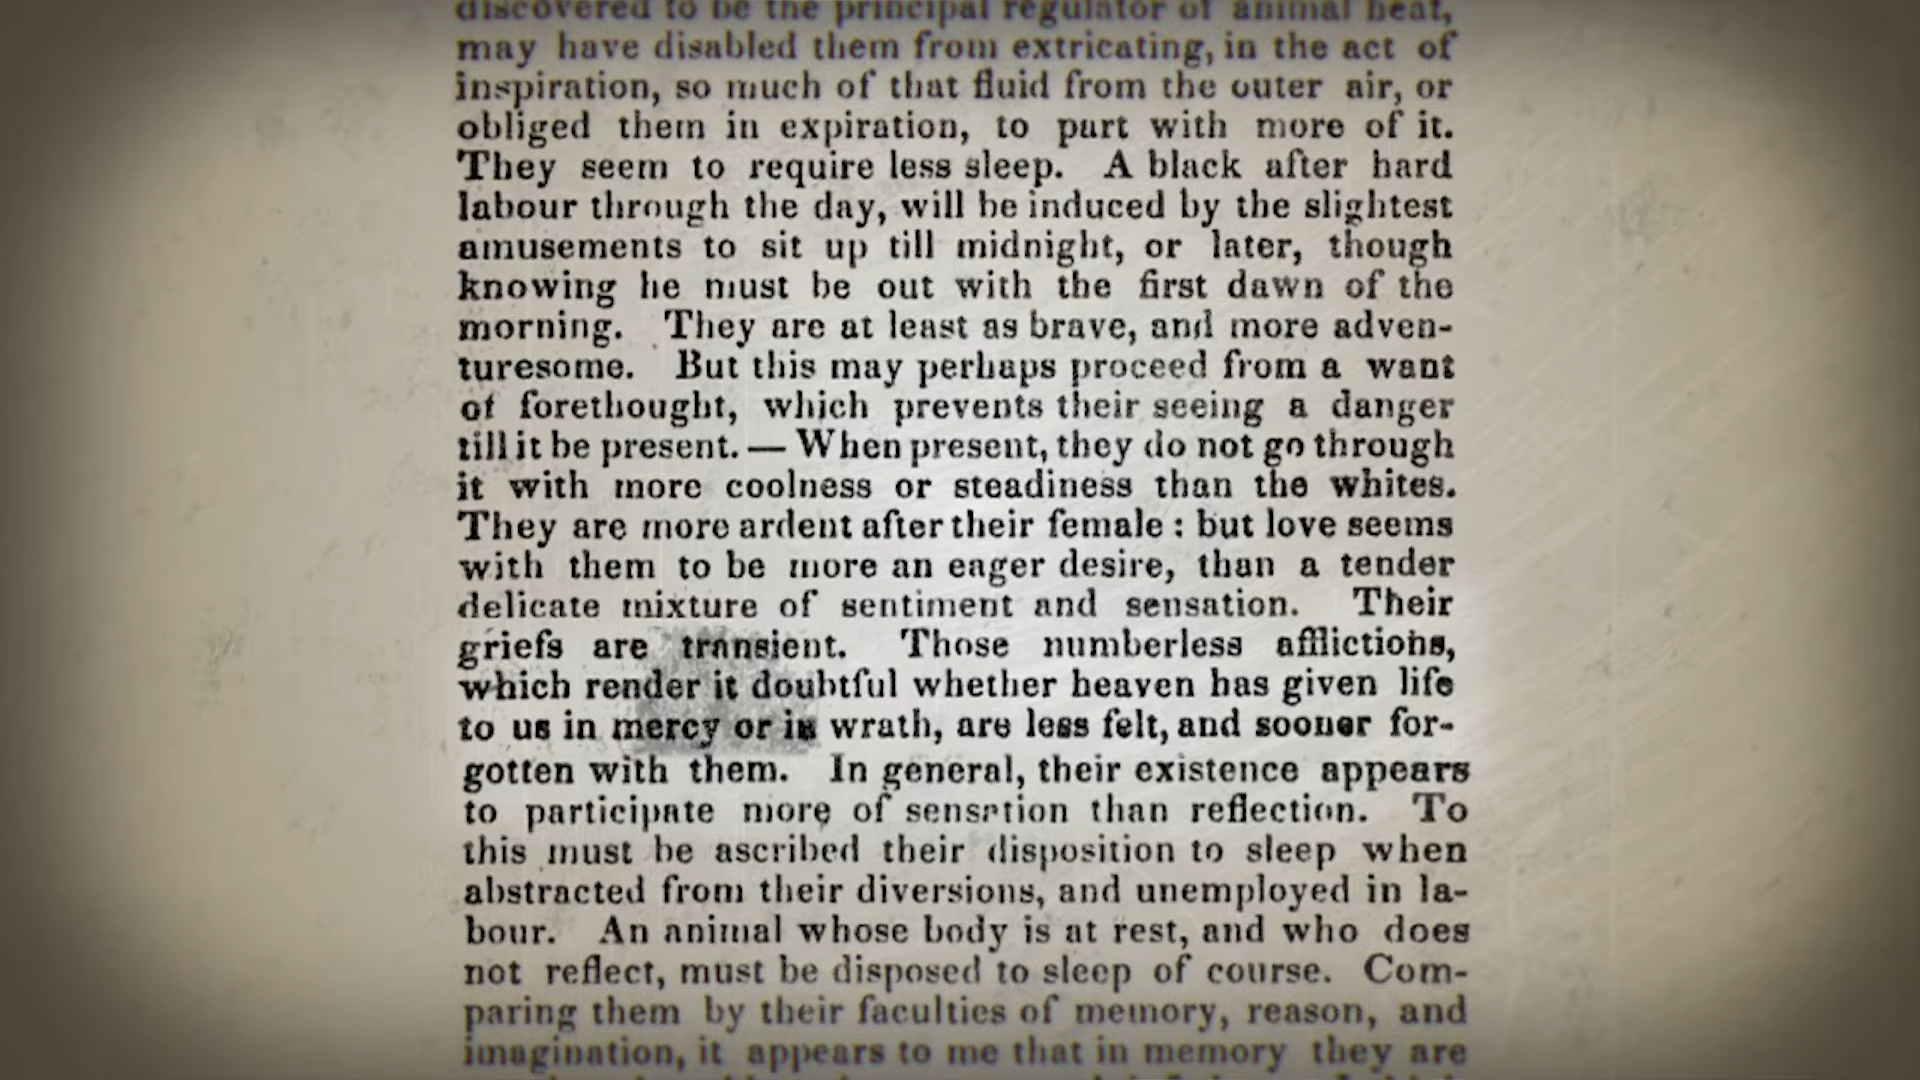 discovered to be the principal regulator of animal heat,
may have disabled them from extricating, in the act of
inspiration, so much of that fluid from the outer air, or
obliged them in expiration, to part with more of it.
They seem to require less sleep. A black after hard
labour through the day, will be induced by the slightest
amusements to sit up till midnight, or later, though
knowing he must be out with the first dawn of the
morning. They are at least as brave, and more adven-
turesome. But this may perhaps proceed from a want
of forethought, which prevents their seeing a danger
till it be present. — When present, they do not go through
it with more coolness or steadiness than the whites.
They are more ardent after their female : but love seems
with them to be more an eager desire, than a tender
delicate mixture of sentiment and sensation. Their
griefs are transient. Those numberless afflictions,
which render it doubtful whether heaven has given life
to us in mercy or in wrath, are less felt, and sooner for-
gotten with them. In general, their existence appears
to participate more of sensation than reflection. To
this must be ascribed their disposition to sleep when
abstracted from their diversions, and unemployed in la-
bour. An animal whose body is at rest, and who does
not reflect, must be disposed to sleep of course. Com-
paring them by their faculties of memory, reason, and
imagination, it appears to me that in memory they are